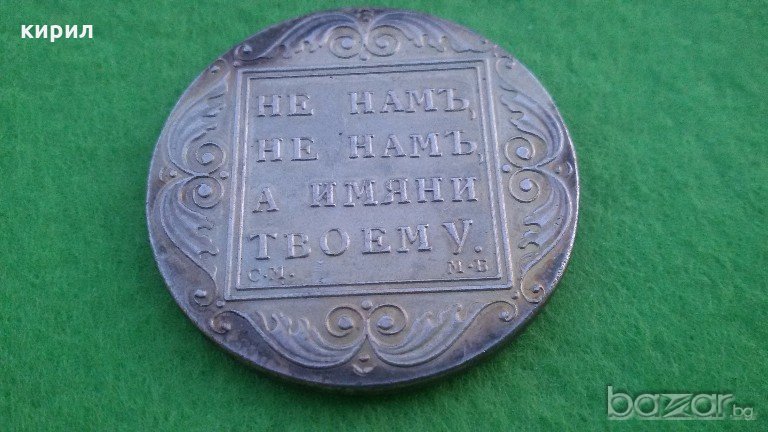 кирил
НЕ НАМЪ,
НЕ НАМЪ,
А ИМЯНИ
ТВОЕМУ.
С·М· М·В
bazar.bg